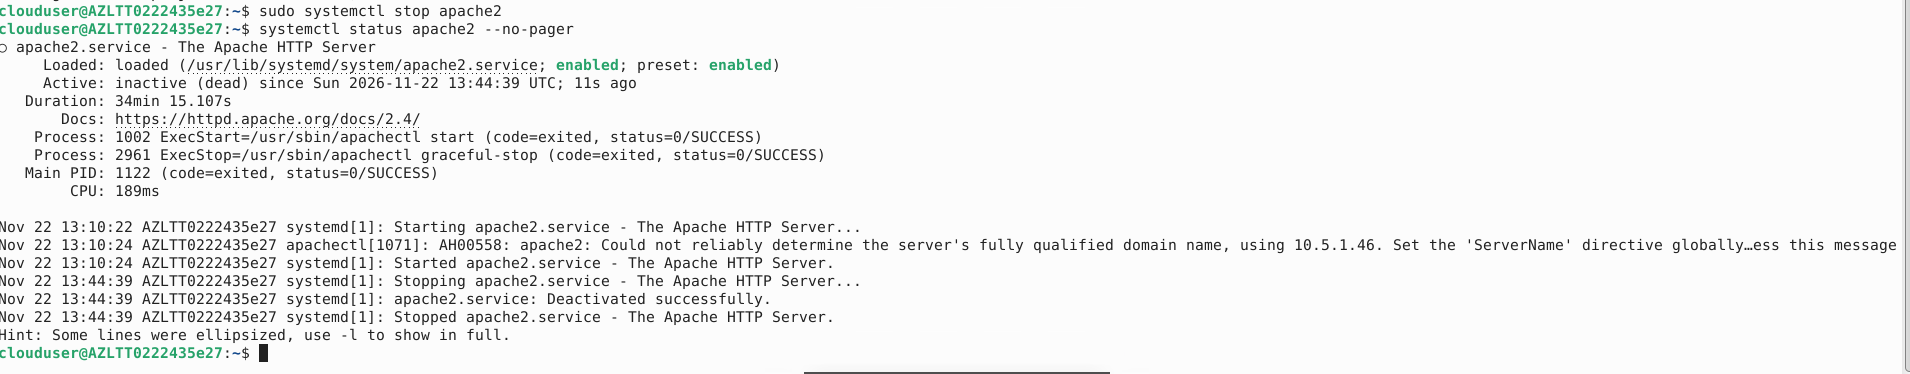 clouduser@AZLTT0222435e27:~$ sudo systemctl stop apache2
clouduser@AZLTT0222435e27:~$ systemctl status apache2 --no-pager
○ apache2.service - The Apache HTTP Server
     Loaded: loaded (/usr/lib/systemd/system/apache2.service; enabled; preset: enabled)
     Active: inactive (dead) since Sun 2026-11-22 13:44:39 UTC; 11s ago
   Duration: 34min 15.107s
       Docs: https://httpd.apache.org/docs/2.4/
    Process: 1002 ExecStart=/usr/sbin/apachectl start (code=exited, status=0/SUCCESS)
    Process: 2961 ExecStop=/usr/sbin/apachectl graceful-stop (code=exited, status=0/SUCCESS)
   Main PID: 1122 (code=exited, status=0/SUCCESS)
        CPU: 189ms

Nov 22 13:10:22 AZLTT0222435e27 systemd[1]: Starting apache2.service - The Apache HTTP Server...
Nov 22 13:10:24 AZLTT0222435e27 apachectl[1071]: AH00558: apache2: Could not reliably determine the server's fully qualified domain name, using 10.5.1.46. Set the 'ServerName' directive globally…ess this message
Nov 22 13:10:24 AZLTT0222435e27 systemd[1]: Started apache2.service - The Apache HTTP Server.
Nov 22 13:44:39 AZLTT0222435e27 systemd[1]: Stopping apache2.service - The Apache HTTP Server...
Nov 22 13:44:39 AZLTT0222435e27 systemd[1]: apache2.service: Deactivated successfully.
Nov 22 13:44:39 AZLTT0222435e27 systemd[1]: Stopped apache2.service - The Apache HTTP Server.
Hint: Some lines were ellipsized, use -l to show in full.
clouduser@AZLTT0222435e27:~$